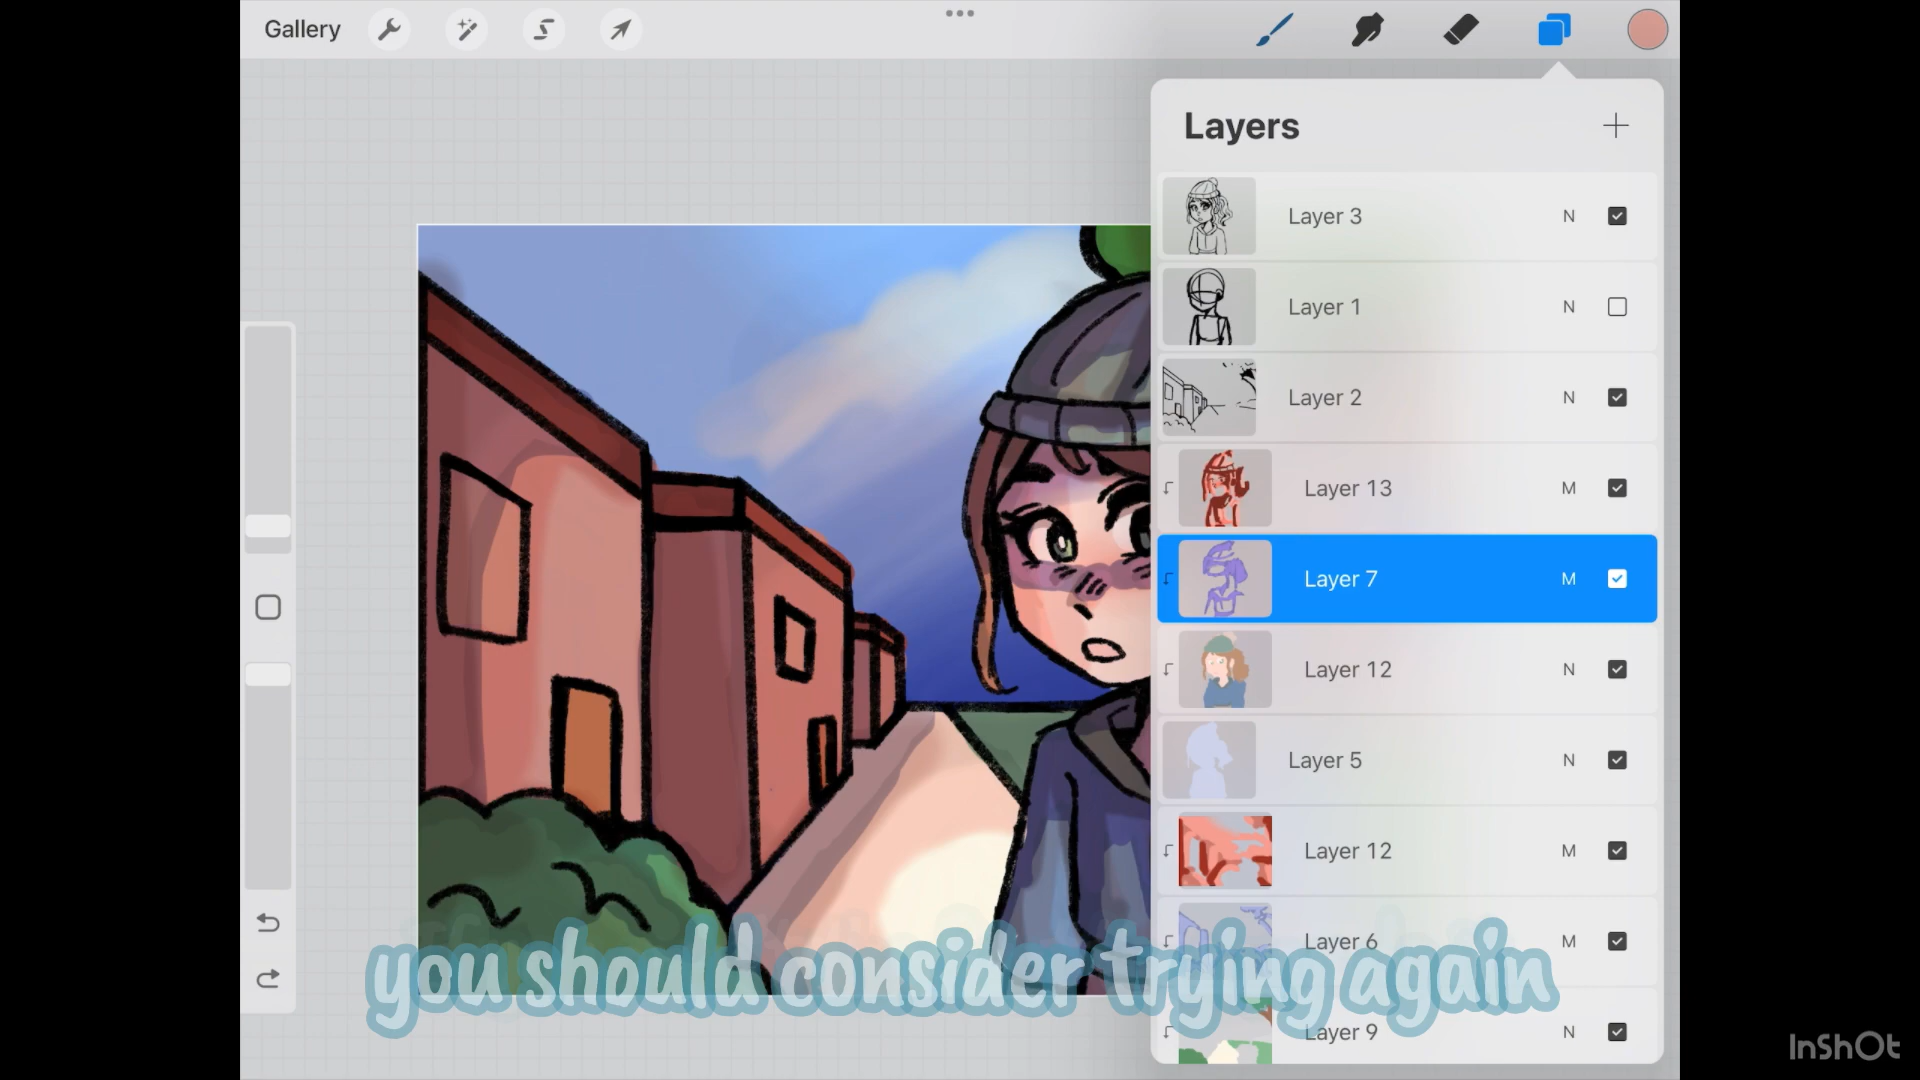 Gallery
Layers
Layer 3 N
Layer 1 N
Layer 2 N
Layer 13 M
Layer 7 M
Layer 12 N
Layer 5 N
Layer 12 M
Layer 6 M
Layer 9 N
you should consider trying again
InShOt